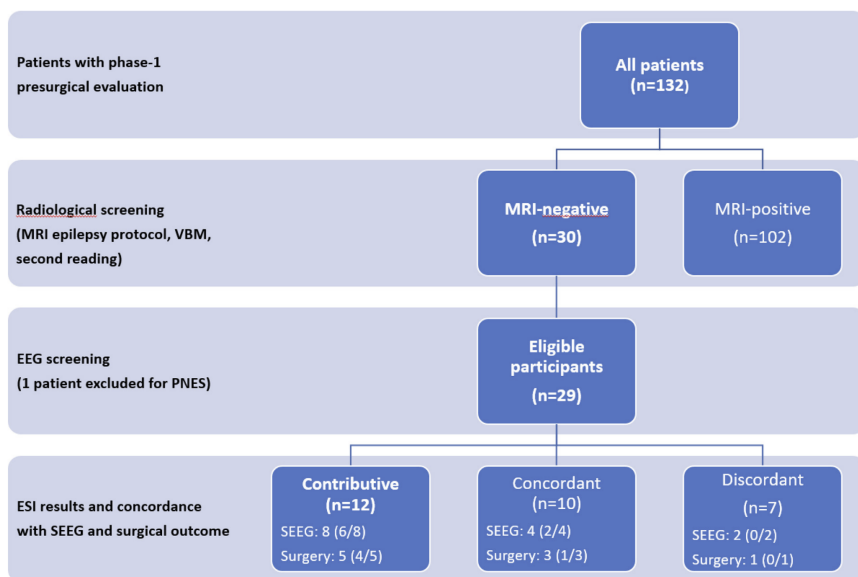 Patients with phase-1
presurgical evaluation
All patients
(n=132)
Radiological screening
(MRI epilepsy protocol, VBM,
second reading)
MRI-negative
(n=30)
MRI-positive
(n=102)
EEG screening
(1 patient excluded for PNES)
Eligible
participants
(n=29)
ESI results and concordance
with SEEG and surgical outcome
Contributive
(n=12)
SEEG: 8 (6/8)
Surgery: 5 (4/5)
Concordant
(n=10)
SEEG: 4 (2/4)
Surgery: 3 (1/3)
Discordant
(n=7)
SEEG: 2 (0/2)
Surgery: 1 (0/1)